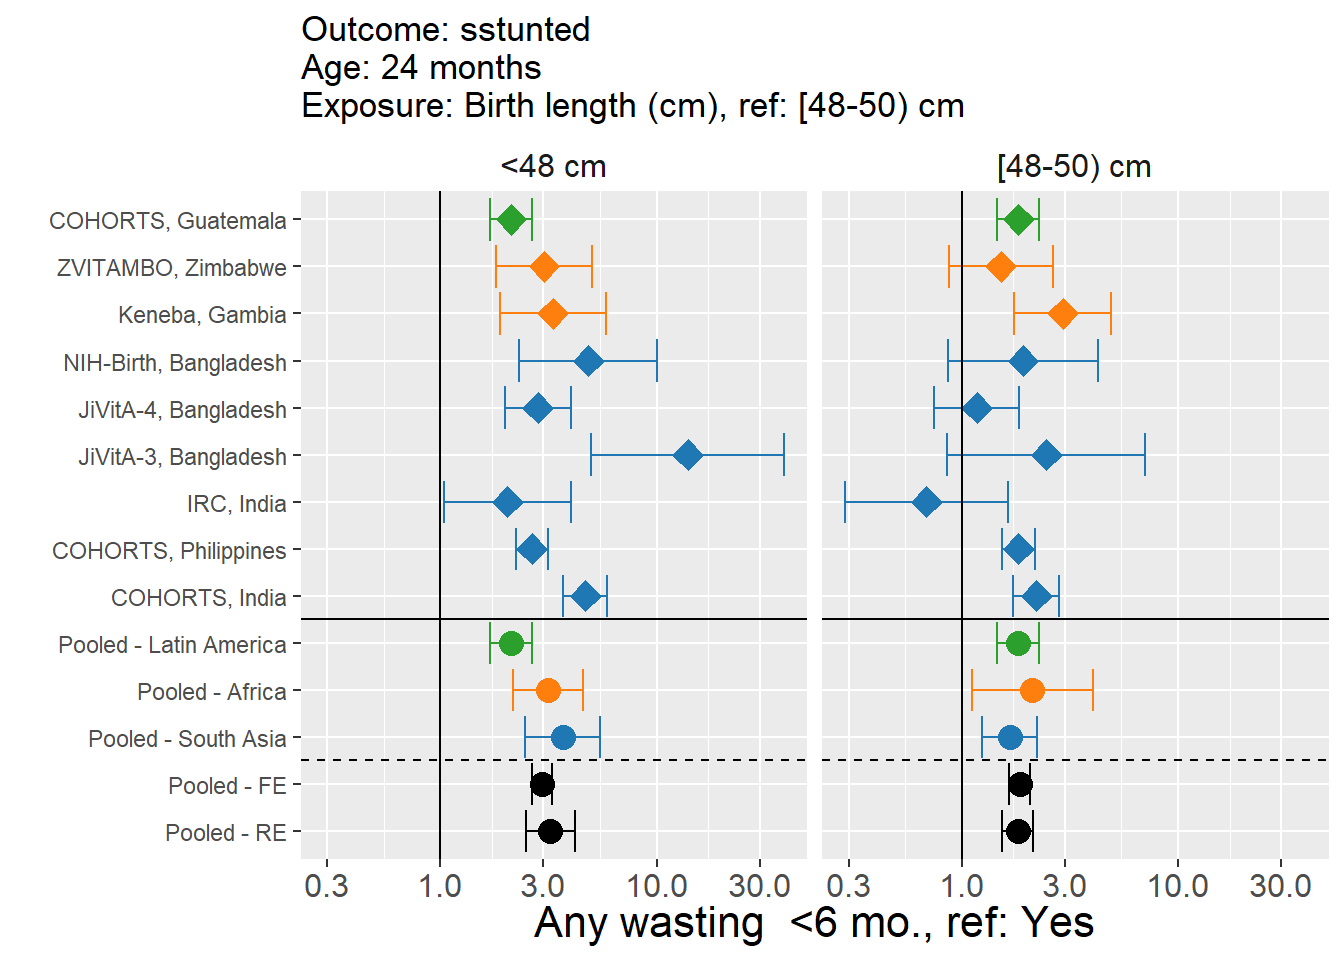 Outcome: sstunted
Age: 24 months
Exposure: Birth length (cm), ref: [48-50) cm
<48 cm
[48-50) cm
COHORTS, Guatemala
ZVITAMBO, Zimbabwe
Keneba, Gambia
NIH-Birth, Bangladesh
JiVitA-4, Bangladesh
JiVitA-3, Bangladesh
IRC, India
COHORTS, Philippines
COHORTS, India
Pooled - Latin America
Pooled - Africa
Pooled - South Asia
Pooled - FE
Pooled - RE
0.3 1.0 3.0 10.0 30.0
0.3 1.0 3.0 10.0 30.0
Any wasting  <6 mo., ref: Yes